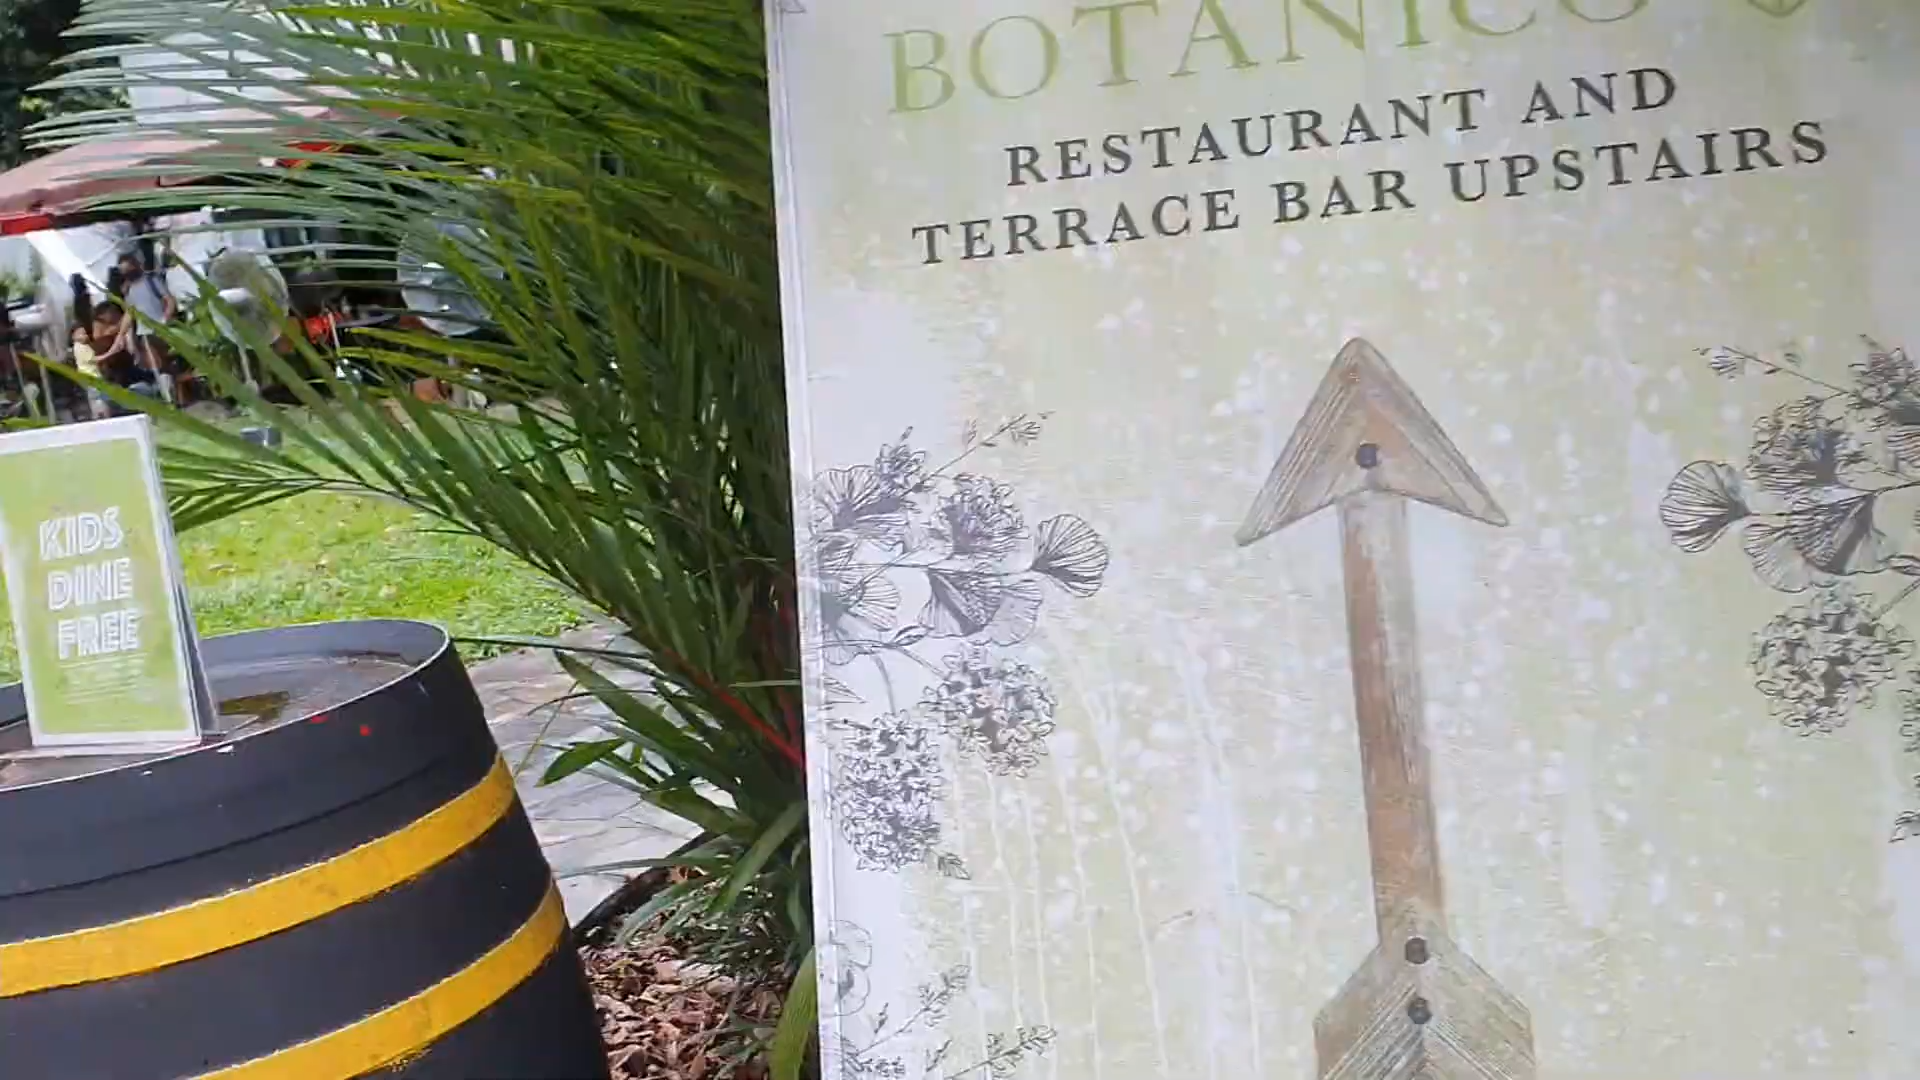 BOTANICO
RESTAURANT AND
TERRACE BAR UPSTAIRS
KIDS
DINE
FREE